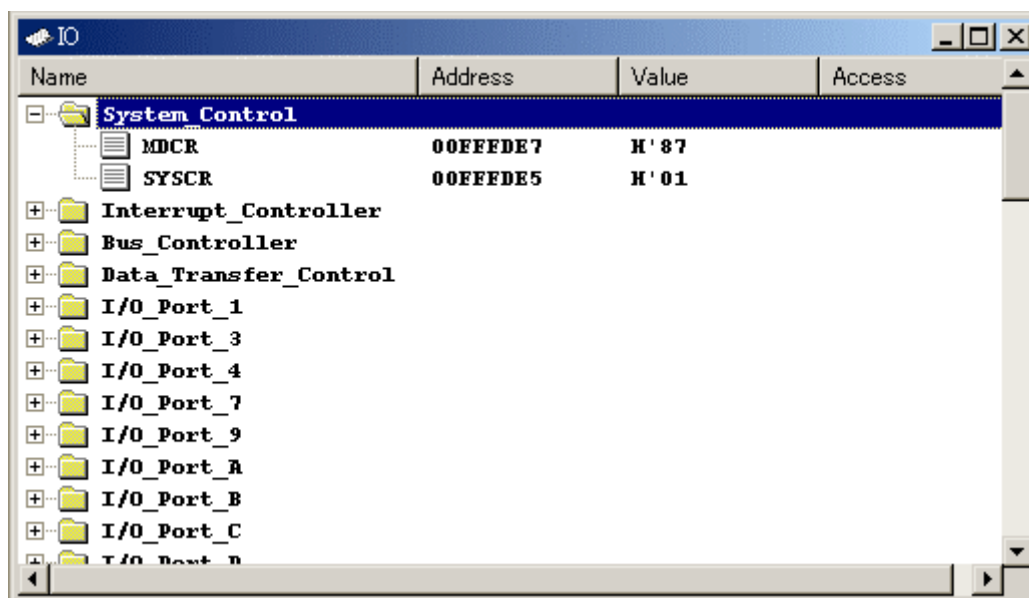 IO
Name Address Value Access
System_Control
MDCR 00FFFDE7 H'87
SYSCR 00FFFDE5 H'01
Interrupt_Controller
Bus_Controller
Data_Transfer_Control
I/O_Port_1
I/O_Port_3
I/O_Port_4
I/O_Port_7
I/O_Port_9
I/O_Port_A
I/O_Port_B
I/O_Port_C